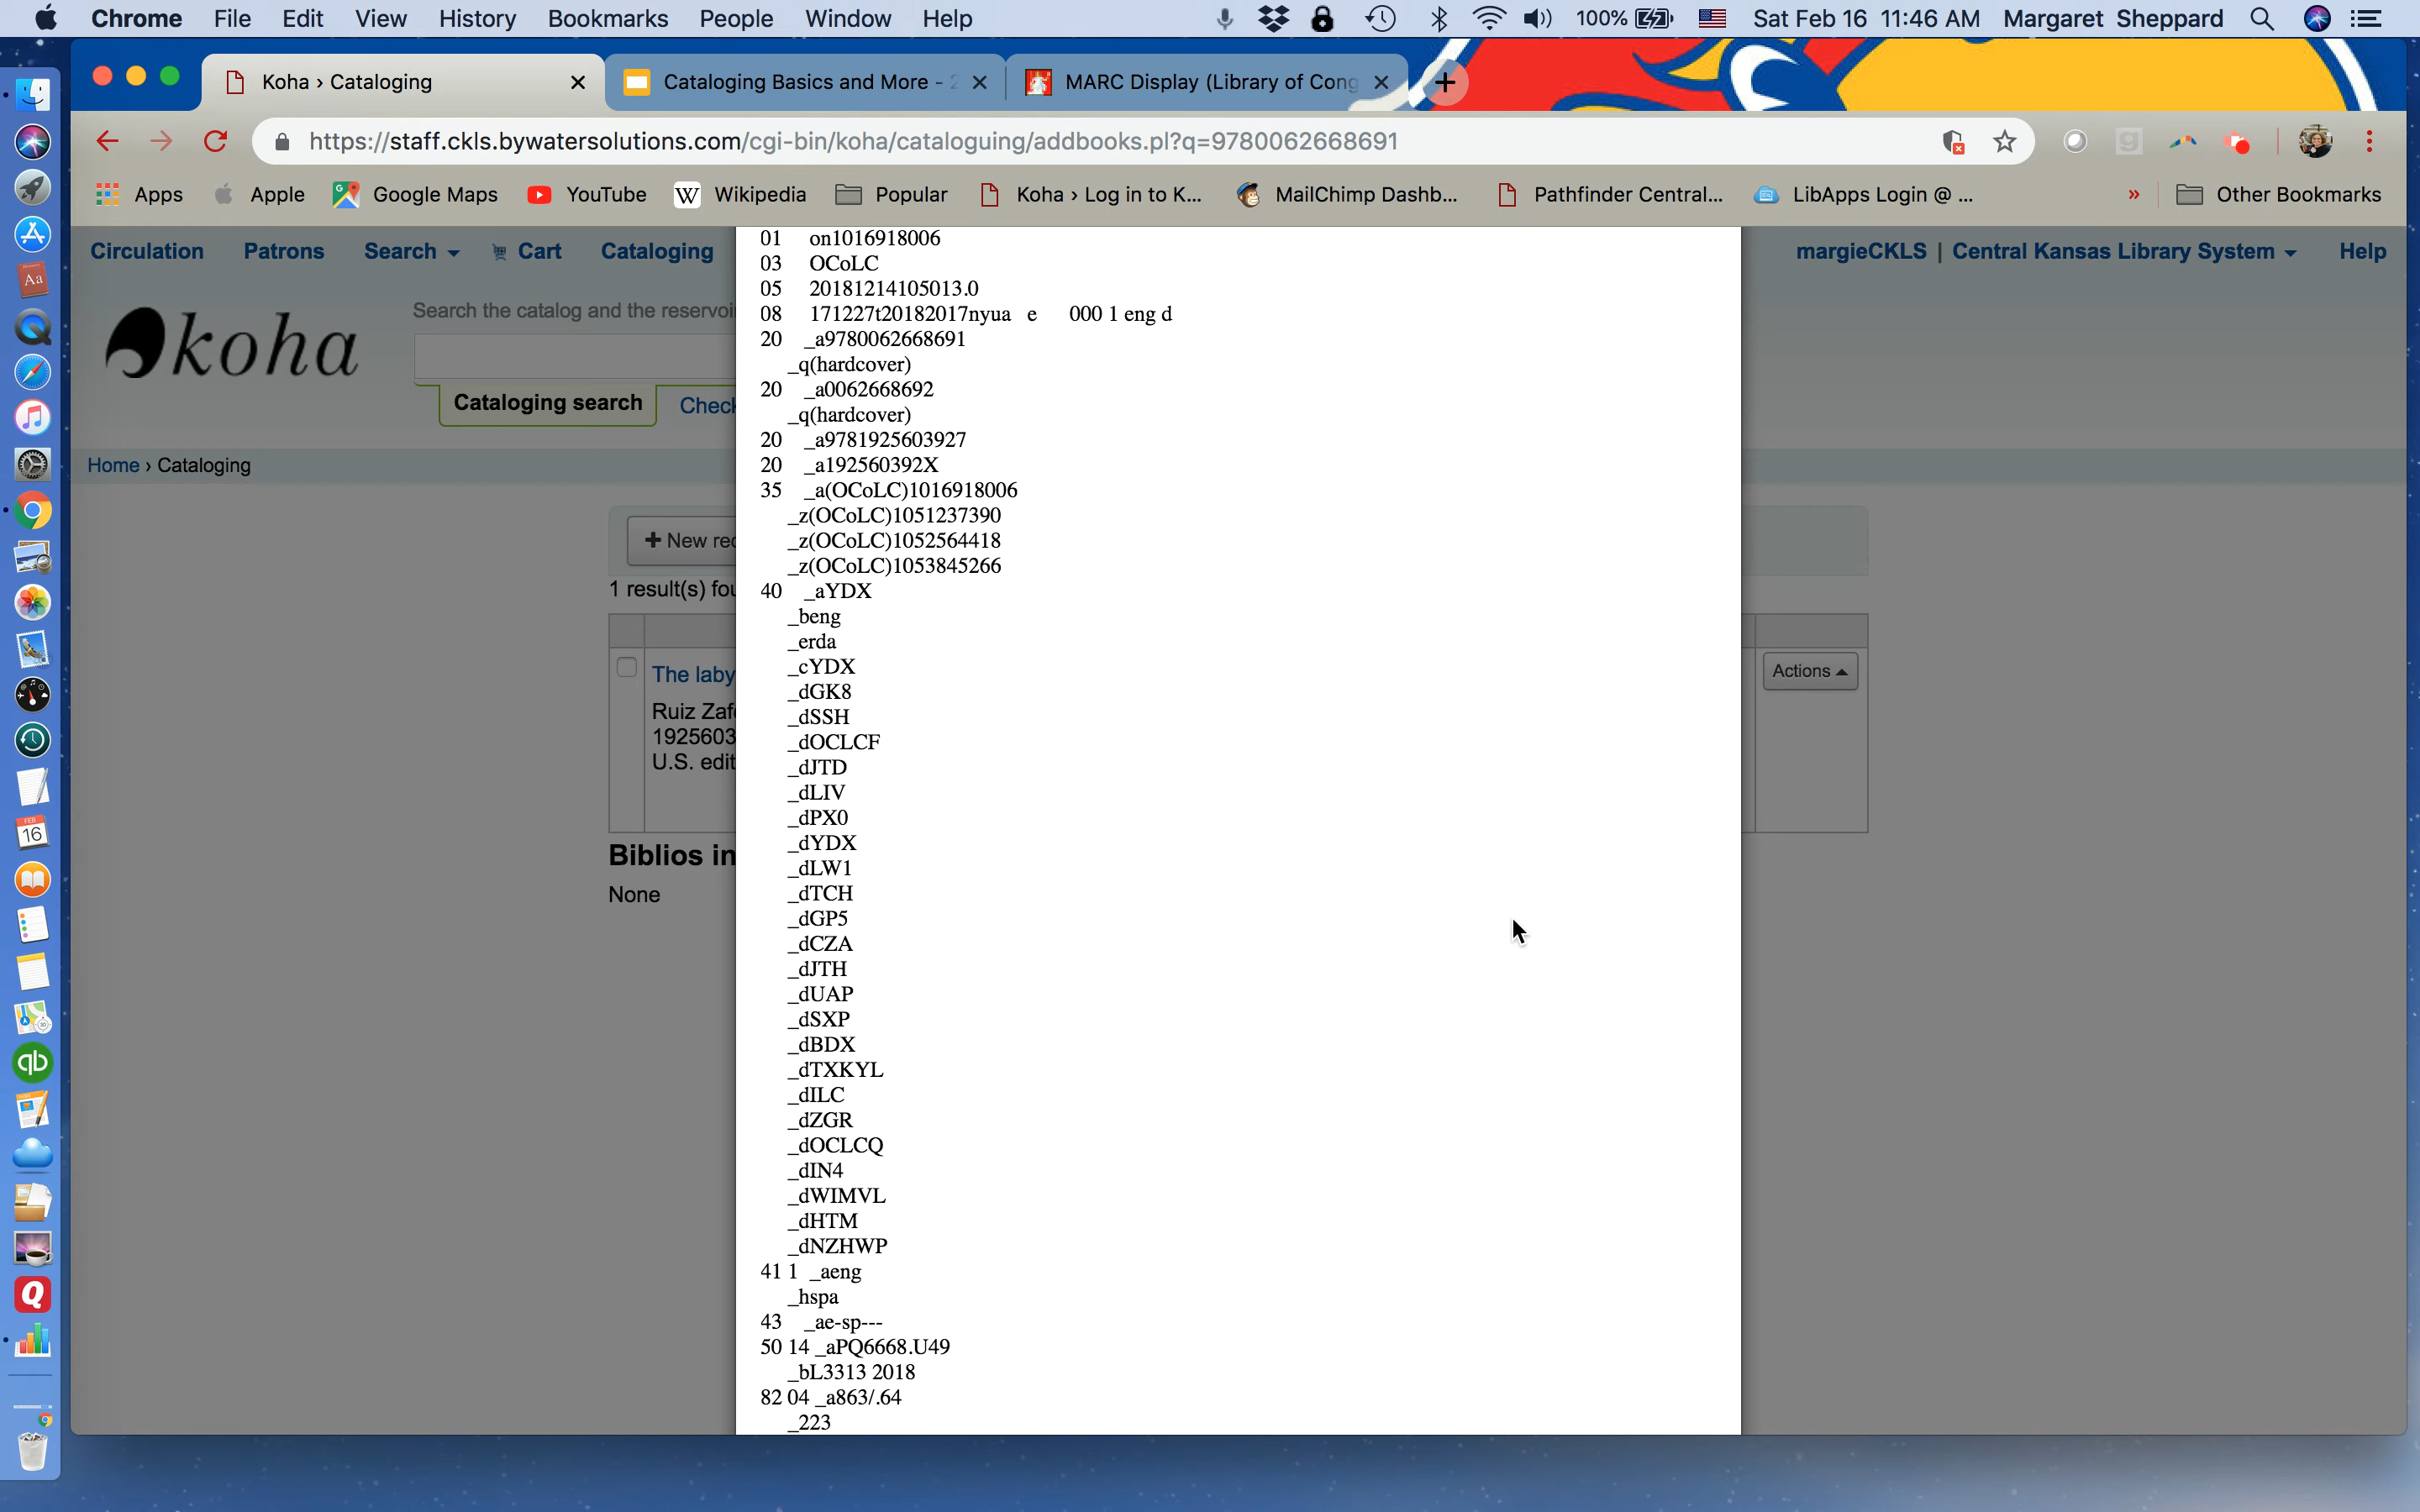 Chrome File Edit View History Bookmarks People Window Help 100% Sat Feb 16 11:46 AM Margaret Sheppard
Koha › Cataloging
Cataloging Basics and More -
MARC Display (Library of Cong
https://staff.ckls.bywatersolutions.com/cgi-bin/koha/cataloguing/addbooks.pl?q=9780062668691
Apps Apple Google Maps YouTube Wikipedia Popular Koha › Log in to K... MailChimp Dashb... Pathfinder Central... LibApps Login @ ... » Other Bookmarks
Circulation Patrons Search Cart Cataloging margieCKLS | Central Kansas Library System Help
koha
Search the catalog and the reservoi
Cataloging search Check
Home › Cataloging
+ New rec
1 result(s) fou
The laby
Ruiz Zafo
1925603
U.S. edit
Actions
Biblios in
None
01 on1016918006
03 OCoLC
05 20181214105013.0
08 171227t20182017nyua e 000 1 eng d
20 _a9780062668691
_q(hardcover)
20 _a0062668692
_q(hardcover)
20 _a9781925603927
20 _a192560392X
35 _a(OCoLC)1016918006
_z(OCoLC)1051237390
_z(OCoLC)1052564418
_z(OCoLC)1053845266
40 _aYDX
_beng
_erda
_cYDX
_dGK8
_dSSH
_dOCLCF
_dJTD
_dLIV
_dPX0
_dYDX
_dLW1
_dTCH
_dGP5
_dCZA
_dJTH
_dUAP
_dSXP
_dBDX
_dTXKYL
_dILC
_dZGR
_dOCLCQ
_dIN4
_dWIMVL
_dHTM
_dNZHWP
41 1 _aeng
_hspa
43 _ae-sp---
50 14 _aPQ6668.U49
_bL3313 2018
82 04 _a863/.64
_223
FEB
16